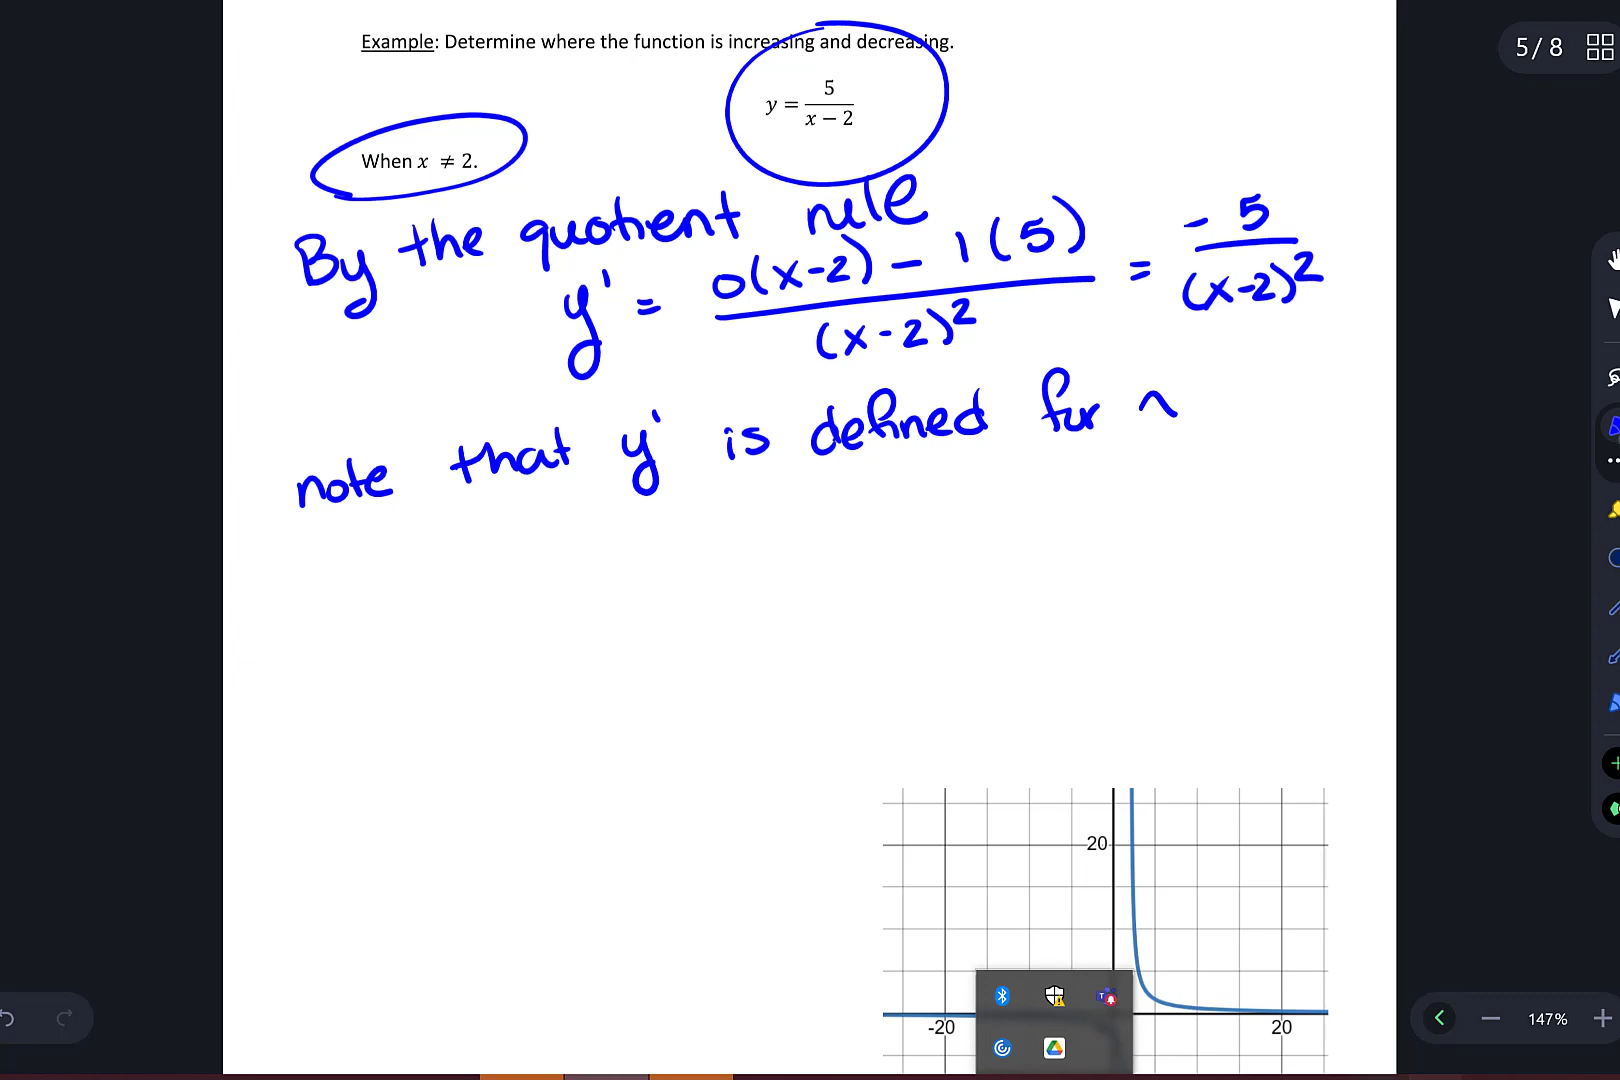 Example: Determine where the function is increasing and decreasing.
y = 5 / (x − 2)
When x ≠ 2.
By the quotient rule
y' = (0(x-2) - 1(5)) / (x-2)² = -5 / (x-2)²
note that y' is defined for
5 / 8
20
-20
20
147%